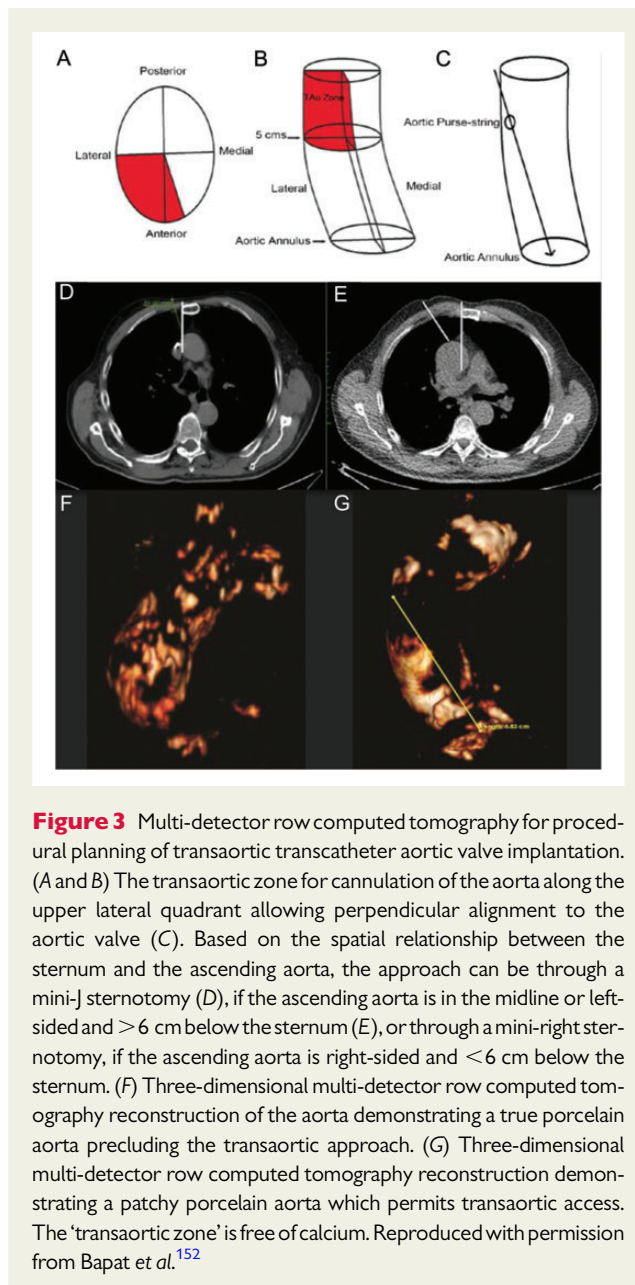 A
B
C
Posterior
Lateral
Medial
Anterior
TAo Zone
5 cms
Lateral
Medial
Aortic Annulus
Aortic Purse-string
Aortic Annulus
D
E
F
G
Figure 3 Multi-detector row computed tomography for proced-
ural planning of transaortic transcatheter aortic valve implantation.
(A and B) The transaortic zone for cannulation of the aorta along the
upper lateral quadrant allowing perpendicular alignment to the
aortic valve (C). Based on the spatial relationship between the
sternum and the ascending aorta, the approach can be through a
mini-J sternotomy (D), if the ascending aorta is in the midline or left-
sided and >6 cm below the sternum (E), or through a mini-right ster-
notomy, if the ascending aorta is right-sided and <6 cm below the
sternum. (F) Three-dimensional multi-detector row computed tom-
ography reconstruction of the aorta demonstrating a true porcelain
aorta precluding the transaortic approach. (G) Three-dimensional
multi-detector row computed tomography reconstruction demon-
strating a patchy porcelain aorta which permits transaortic access.
The ‘transaortic zone’ is free of calcium. Reproduced with permission
from Bapat et al.152